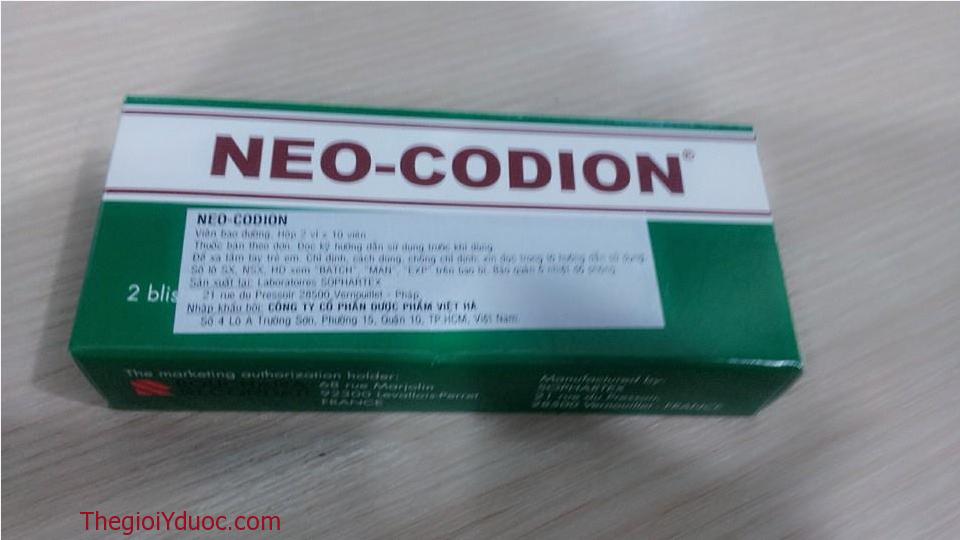 NEO-CODION®
NEO-CODION
Viên bao đường. Hộp 2 vỉ x 10 viên
Thuốc bán theo đơn. Đọc kỹ hướng dẫn sử dụng trước khi dùng
Để xa tầm tay trẻ em. Chỉ định, cách dùng, chống chỉ định, xin đọc trong tờ hướng dẫn sử dụng.
Số lô SX, NSX, HD xem "BATCH", "MAN", "EXP" trên bao bì. Bảo quản ở nhiệt độ phòng
Sản xuất tại: Laboratoires SOPHARTEX
21 rue du Pressoir 28500 Vernouillet - Pháp.
Nhập khẩu bởi: CÔNG TY CỔ PHẦN DƯỢC PHẨM VIỆT HÀ
Số 4 Lô A Trường Sơn, Phường 15, Quận 10, TP.HCM, Việt Nam
2 blis
The marketing authorization holder:
68 rue Marjolin
92300 Levallois-Perret
FRANCE
Manufactured by:
SOPHARTEX
21 rue du Pressoir,
28500 Vernouillet - FRANCE
ThegioiYduoc.com